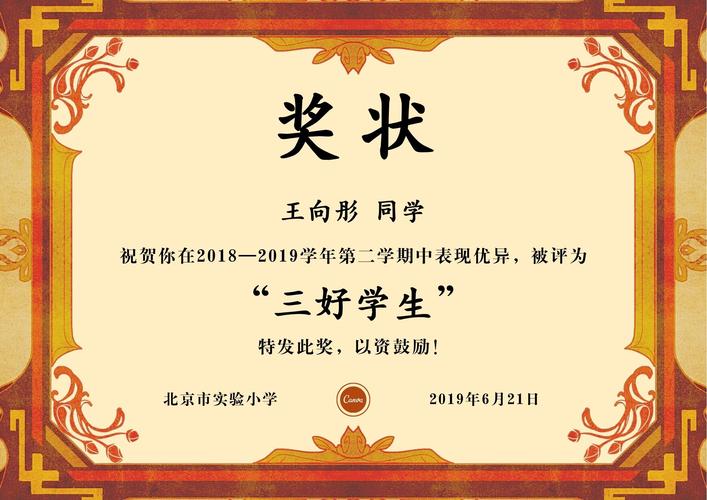 奖状
王向彤 同学
祝贺你在2018—2019学年第二学期中表现优异，被评为
“三好学生”
特发此奖，以资鼓励！
北京市实验小学 Canva 2019年6月21日